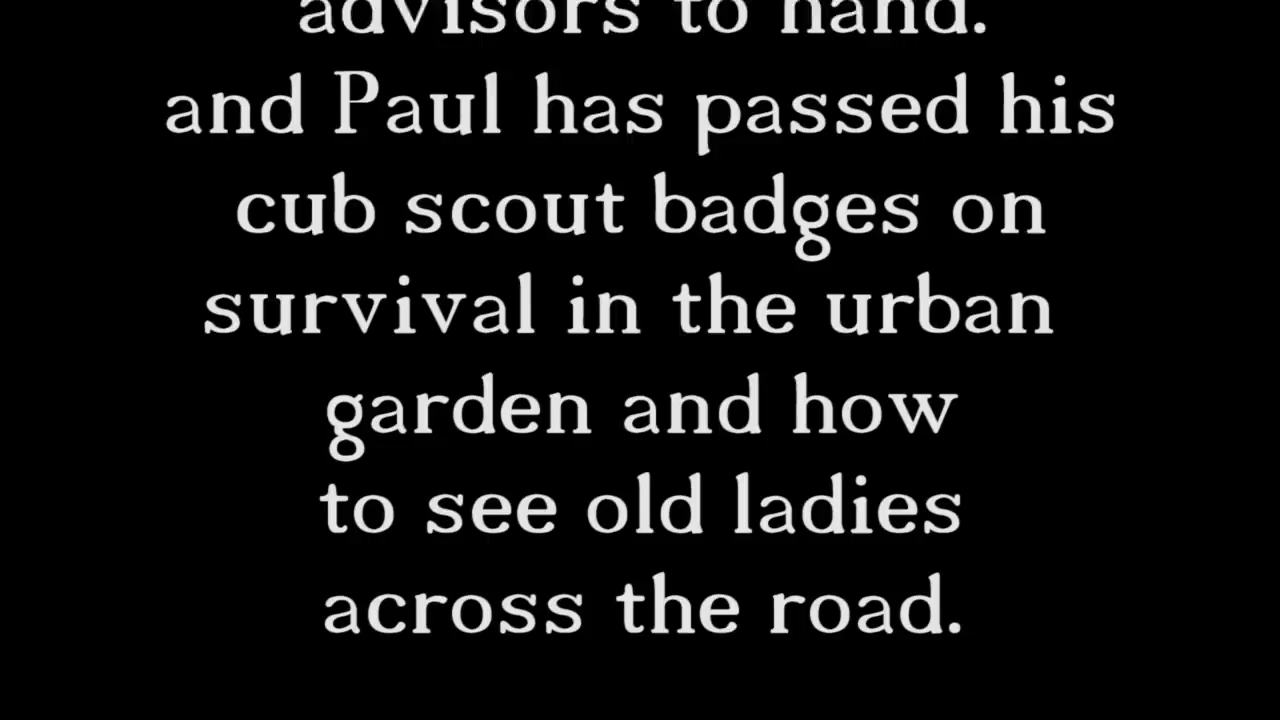 advisors to hand.
and Paul has passed his
cub scout badges on
survival in the urban
garden and how
to see old ladies
across the road.